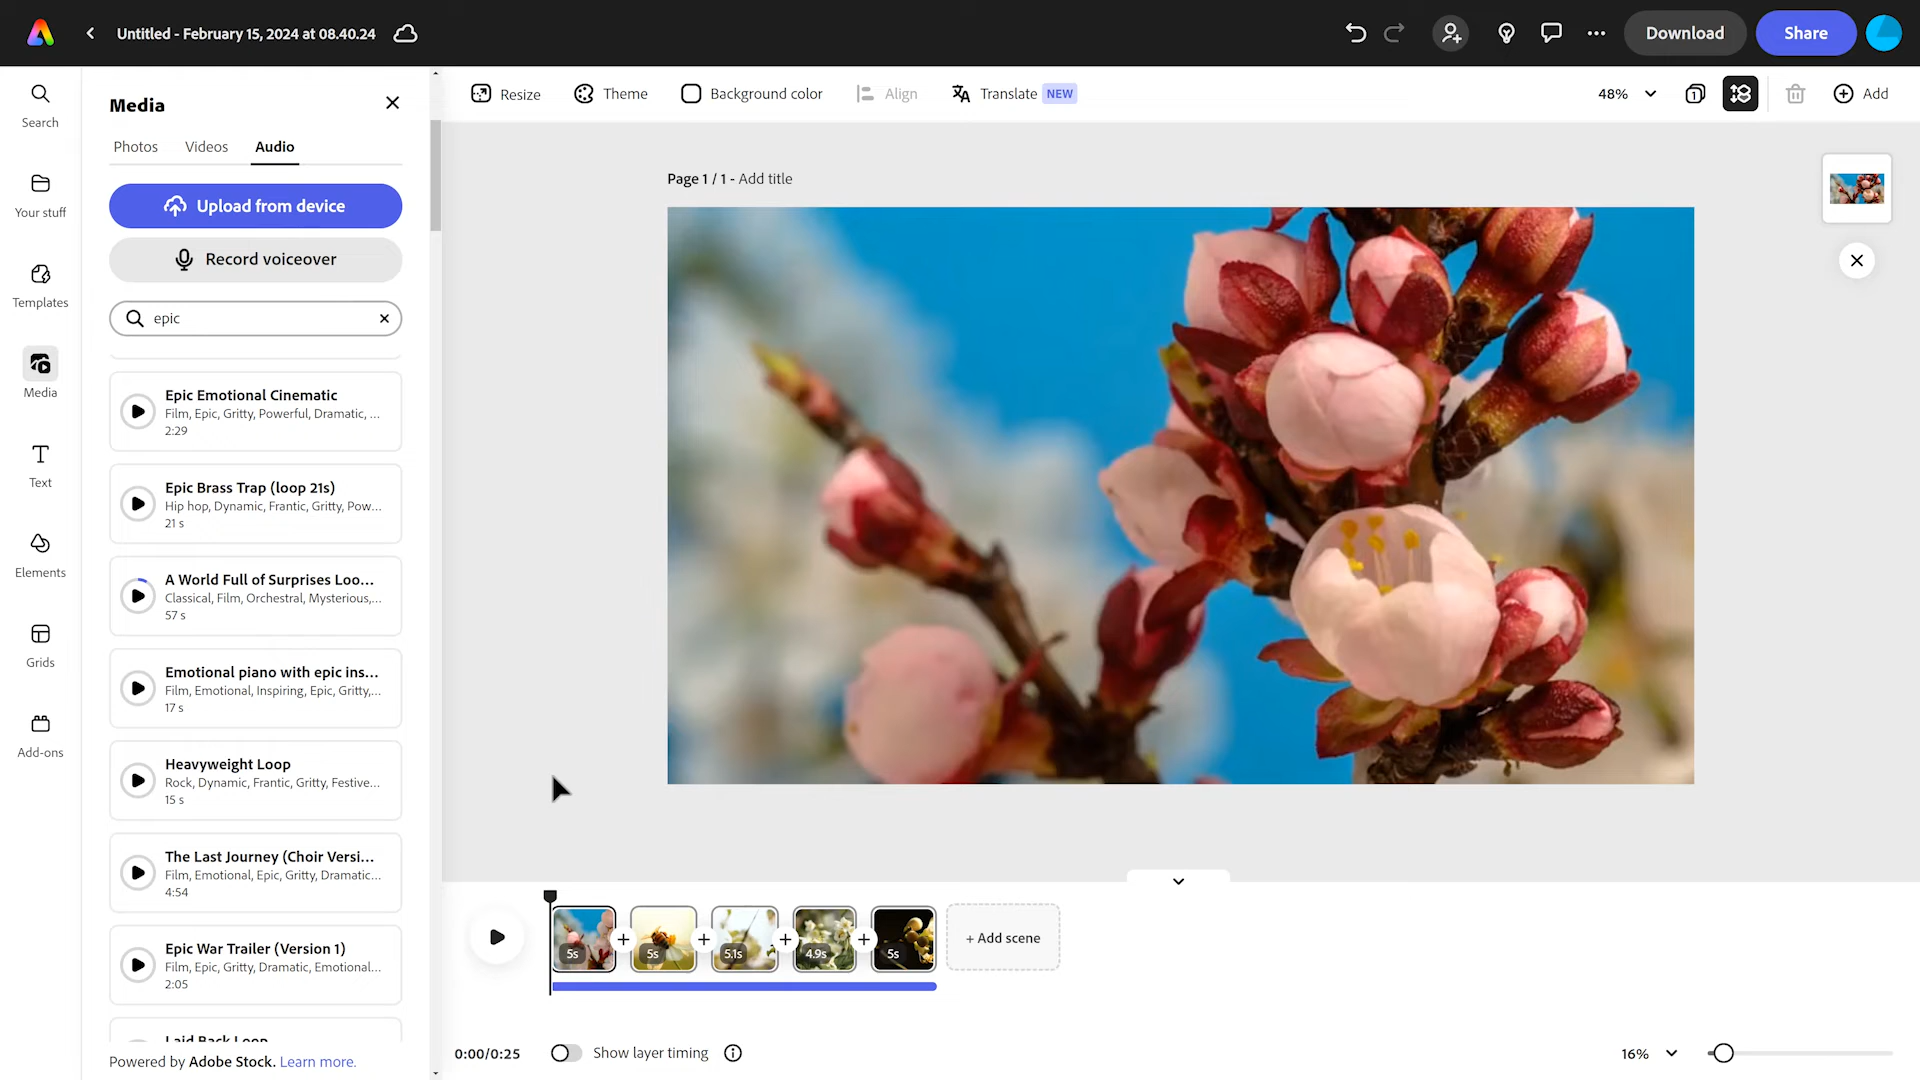 Untitled - February 15, 2024 at 08.40.24
Download
Share
Search
Your stuff
Templates
Media
Text
Elements
Grids
Add-ons
Media
Photos Videos Audio
Upload from device
Record voiceover
epic
Epic Emotional Cinematic
Film, Epic, Gritty, Powerful, Dramatic, ...
2:29
Epic Brass Trap (loop 21s)
Hip hop, Dynamic, Frantic, Gritty, Pow...
21 s
A World Full of Surprises Loo...
Classical, Film, Orchestral, Mysterious,...
57 s
Emotional piano with epic ins...
Film, Emotional, Inspiring, Epic, Gritty,...
17 s
Heavyweight Loop
Rock, Dynamic, Frantic, Gritty, Festive...
15 s
The Last Journey (Choir Versi...
Film, Emotional, Epic, Gritty, Dramatic...
4:54
Epic War Trailer (Version 1)
Film, Epic, Gritty, Dramatic, Emotional...
2:05
Laid Back Loop
Powered by Adobe Stock. Learn more.
Resize Theme Background color Align Translate NEW
48% 1 Add
Page 1 / 1 - Add title
5s 5s 5.1s 4.9s 5s
+ Add scene
0:00/0:25 Show layer timing
16%